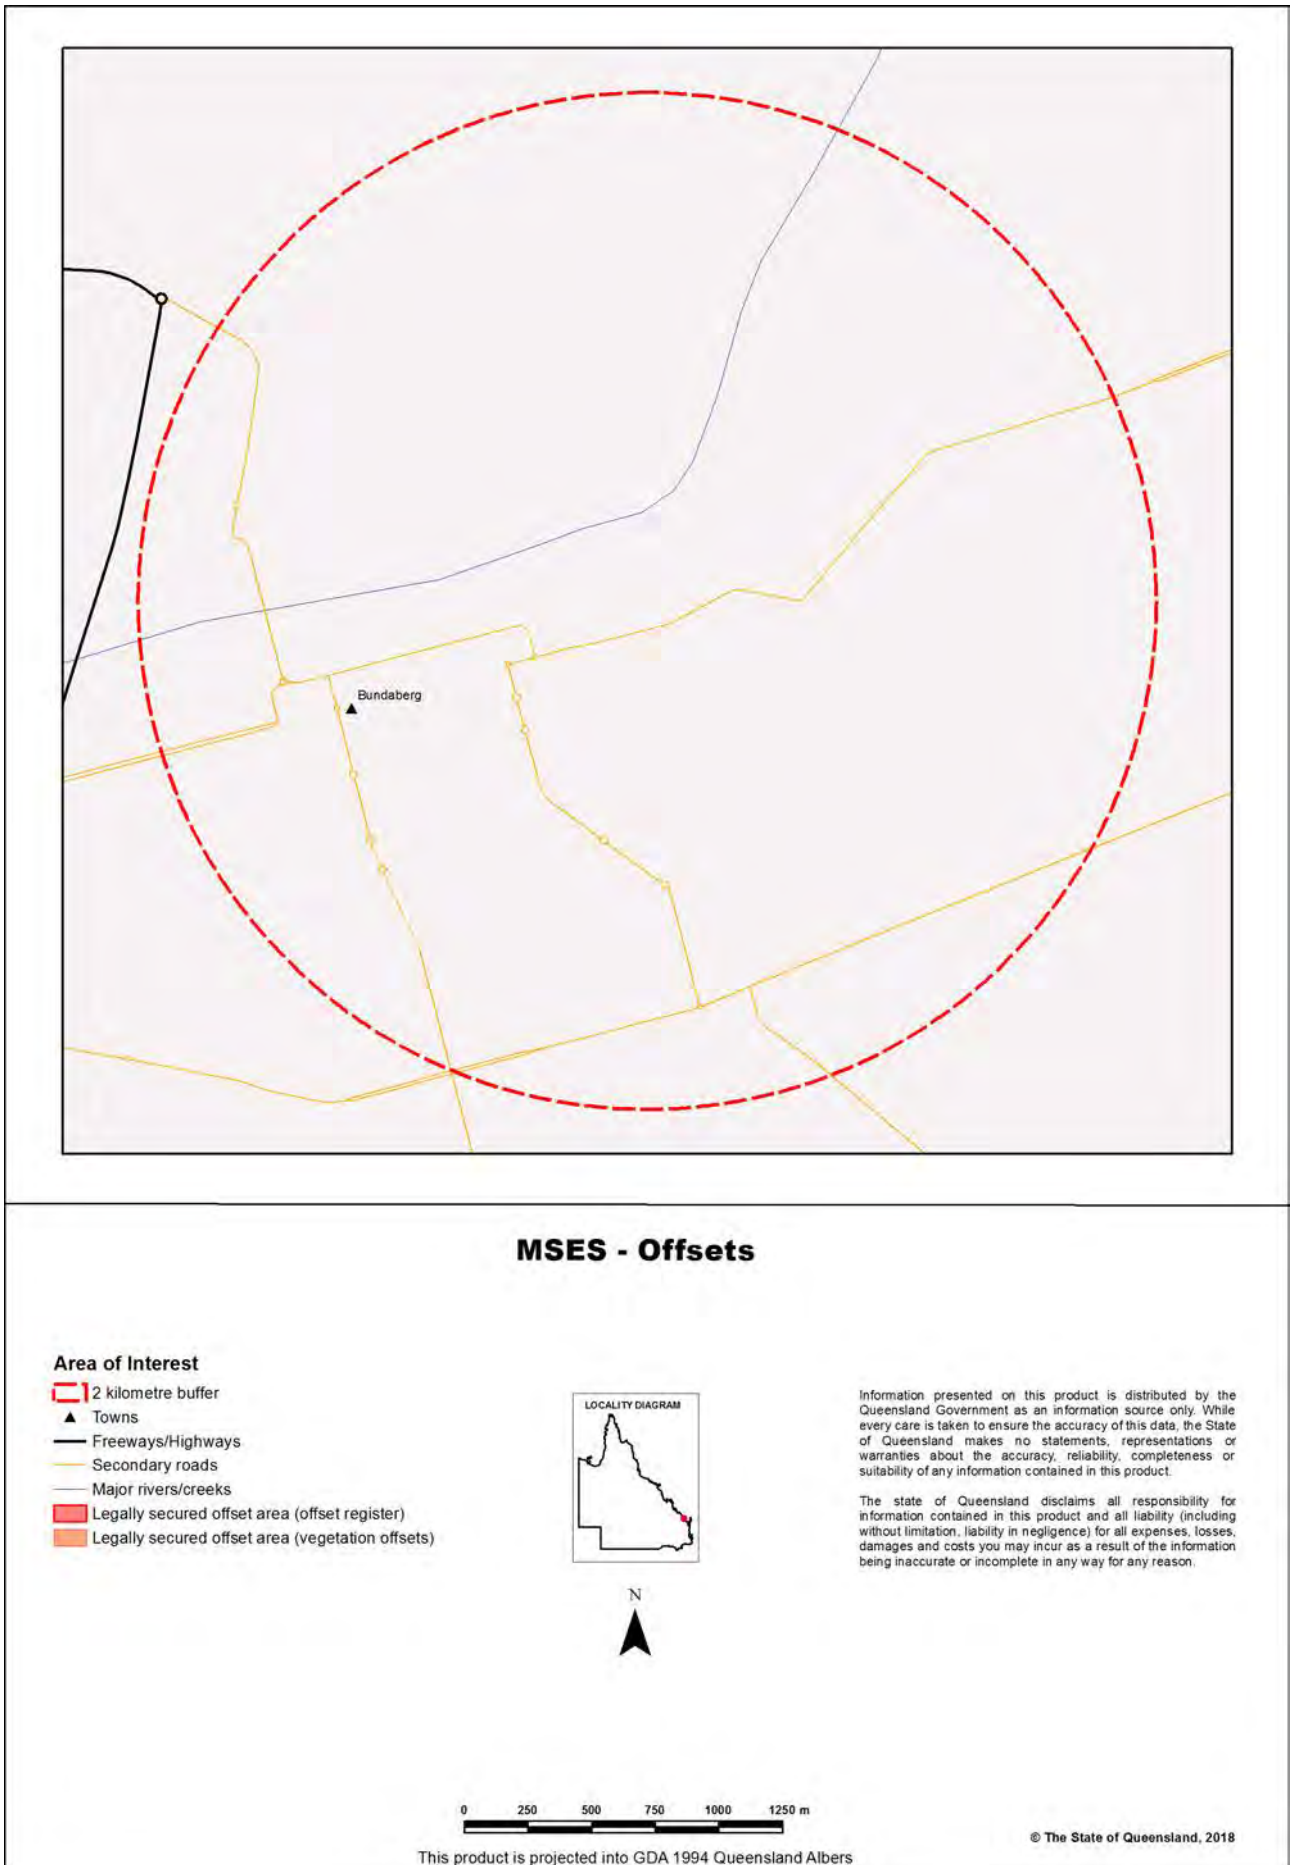 Bundaberg
MSES - Offsets
Area of Interest
2 kilometre buffer
Towns
Freeways/Highways
Secondary roads
Major rivers/creeks
Legally secured offset area (offset register)
Legally secured offset area (vegetation offsets)
LOCALITY DIAGRAM
N
Information presented on this product is distributed by the
Queensland Government as an information source only. While
every care is taken to ensure the accuracy of this data, the State
of Queensland makes no statements, representations or
warranties about the accuracy, reliability, completeness or
suitability of any information contained in this product.
The state of Queensland disclaims all responsibility for
information contained in this product and all liability (including
without limitation, liability in negligence) for all expenses, losses,
damages and costs you may incur as a result of the information
being inaccurate or incomplete in any way for any reason.
0 250 500 750 1000 1250 m
This product is projected into GDA 1994 Queensland Albers
© The State of Queensland, 2018